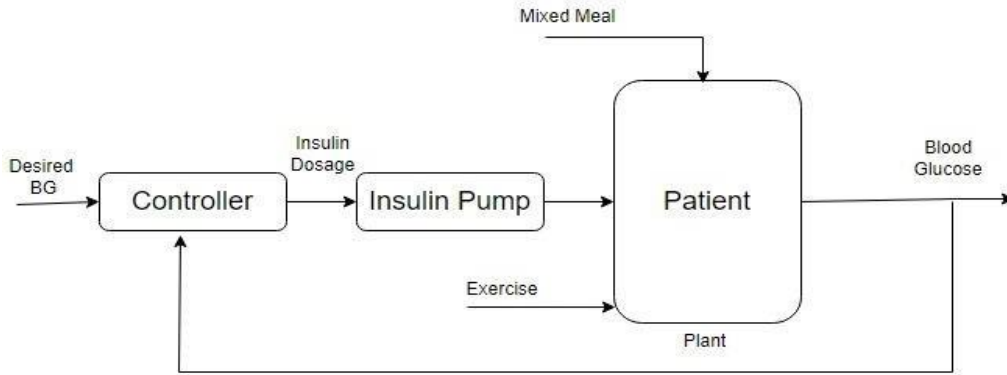 Mixed Meal
Desired
BG
Controller
Insulin
Dosage
Insulin Pump
Patient
Blood
Glucose
Exercise
Plant